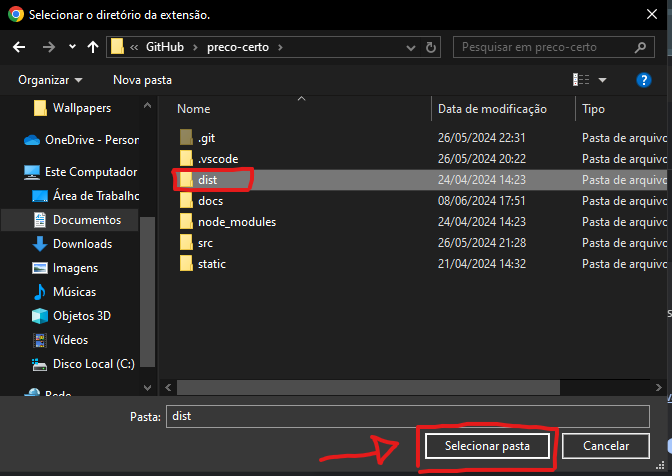 Selecionar o diretório da extensão.
« GitHub › preco-certo ›
Pesquisar em preco-certo
Organizar
Nova pasta
Nome
Data de modificação
Tipo
Wallpapers
OneDrive - Person
Este Computador
Área de Trabalho
Documentos
Downloads
Imagens
Músicas
Objetos 3D
Vídeos
Disco Local (C:)
Rede
.git 26/05/2024 22:31 Pasta de arquivo
.vscode 26/05/2024 20:22 Pasta de arquivo
dist 24/04/2024 14:23 Pasta de arquivo
docs 08/06/2024 17:51 Pasta de arquivo
node_modules 24/04/2024 14:23 Pasta de arquivo
src 26/05/2024 21:28 Pasta de arquivo
static 21/04/2024 14:32 Pasta de arquivo
Pasta: dist
Selecionar pasta
Cancelar